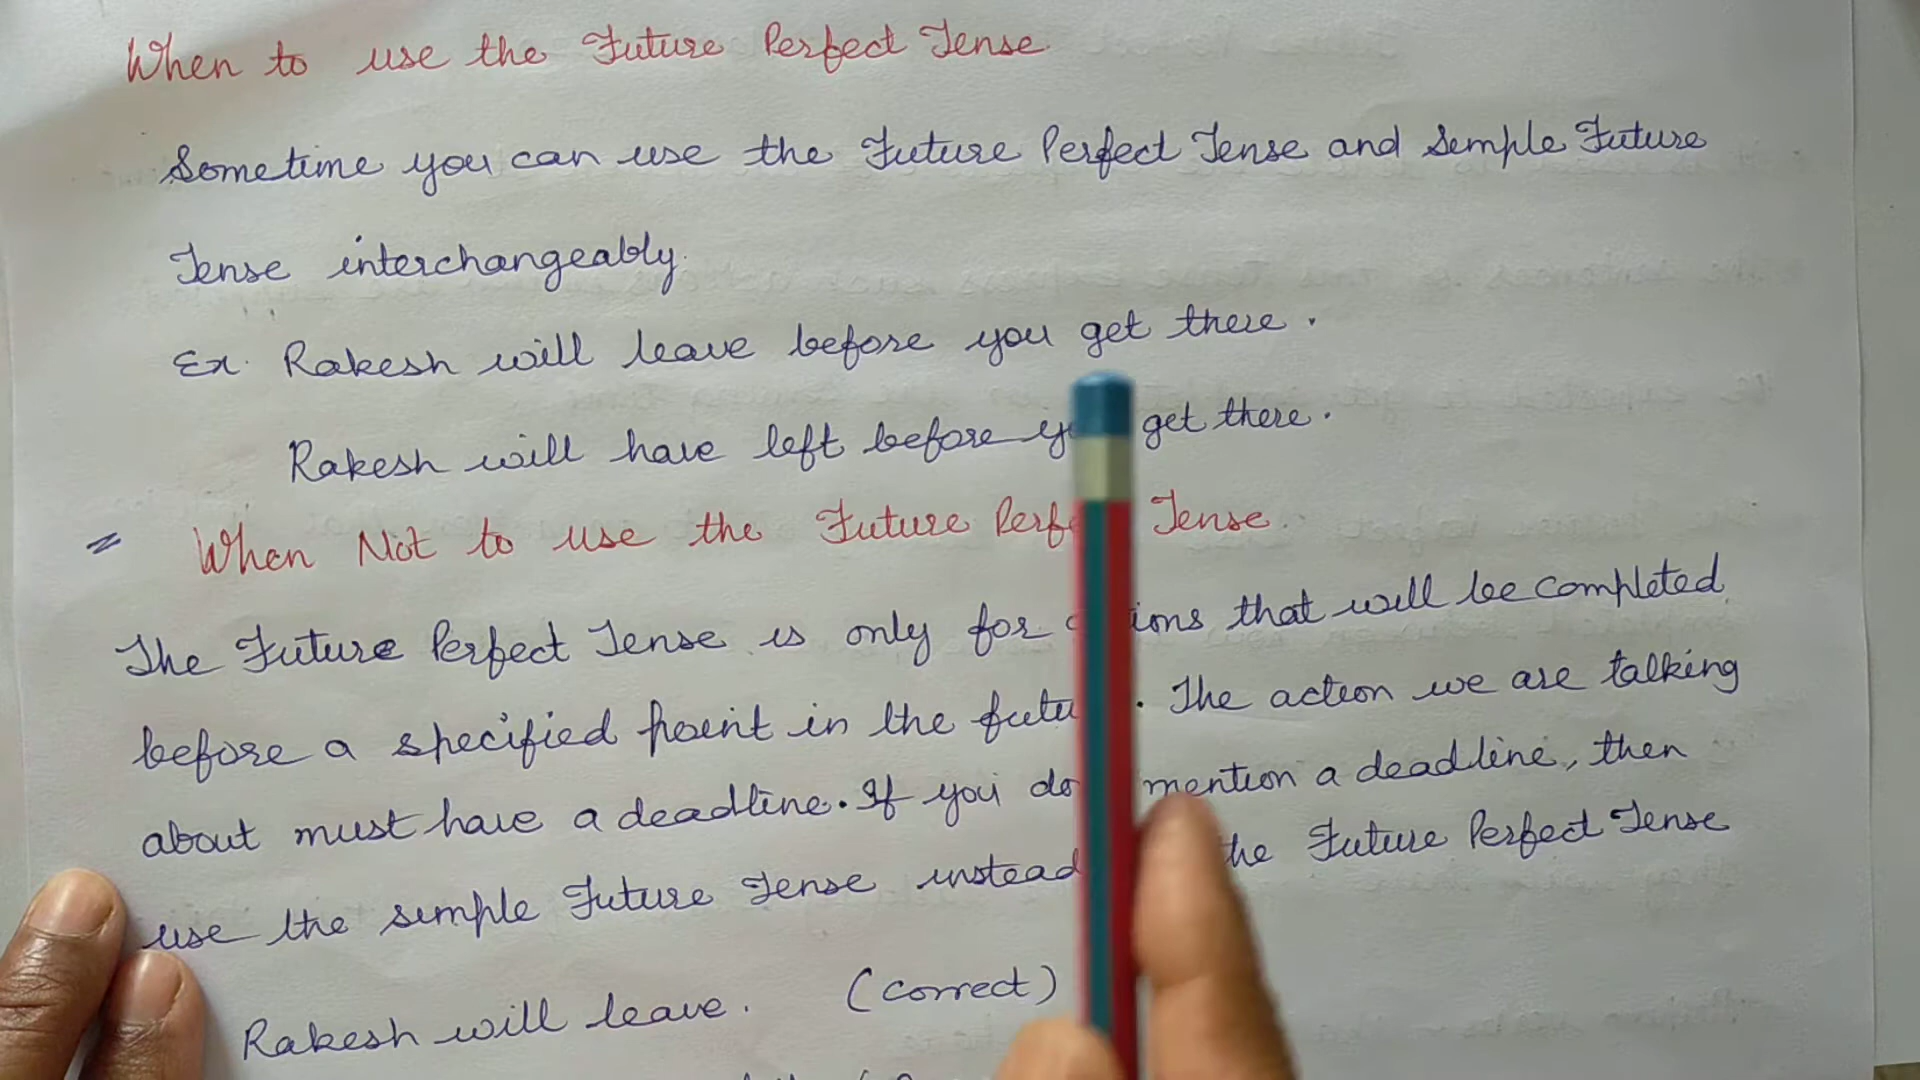 When to use the Future Perfect Tense
Sometime you can use the Future Perfect Tense and Simple Future
Tense interchangeably.
Ex. Rakesh will leave before you get there.
Rakesh will have left before get there.
When Not to use the Future Tense.
The Future Perfect Tense is only for that will be completed
before a specified point in the . The action we are talking
about must have a deadline. If you mention a deadline, then
use the simple Future Tense instead the Future Perfect Tense
Rakesh will leave. (correct)